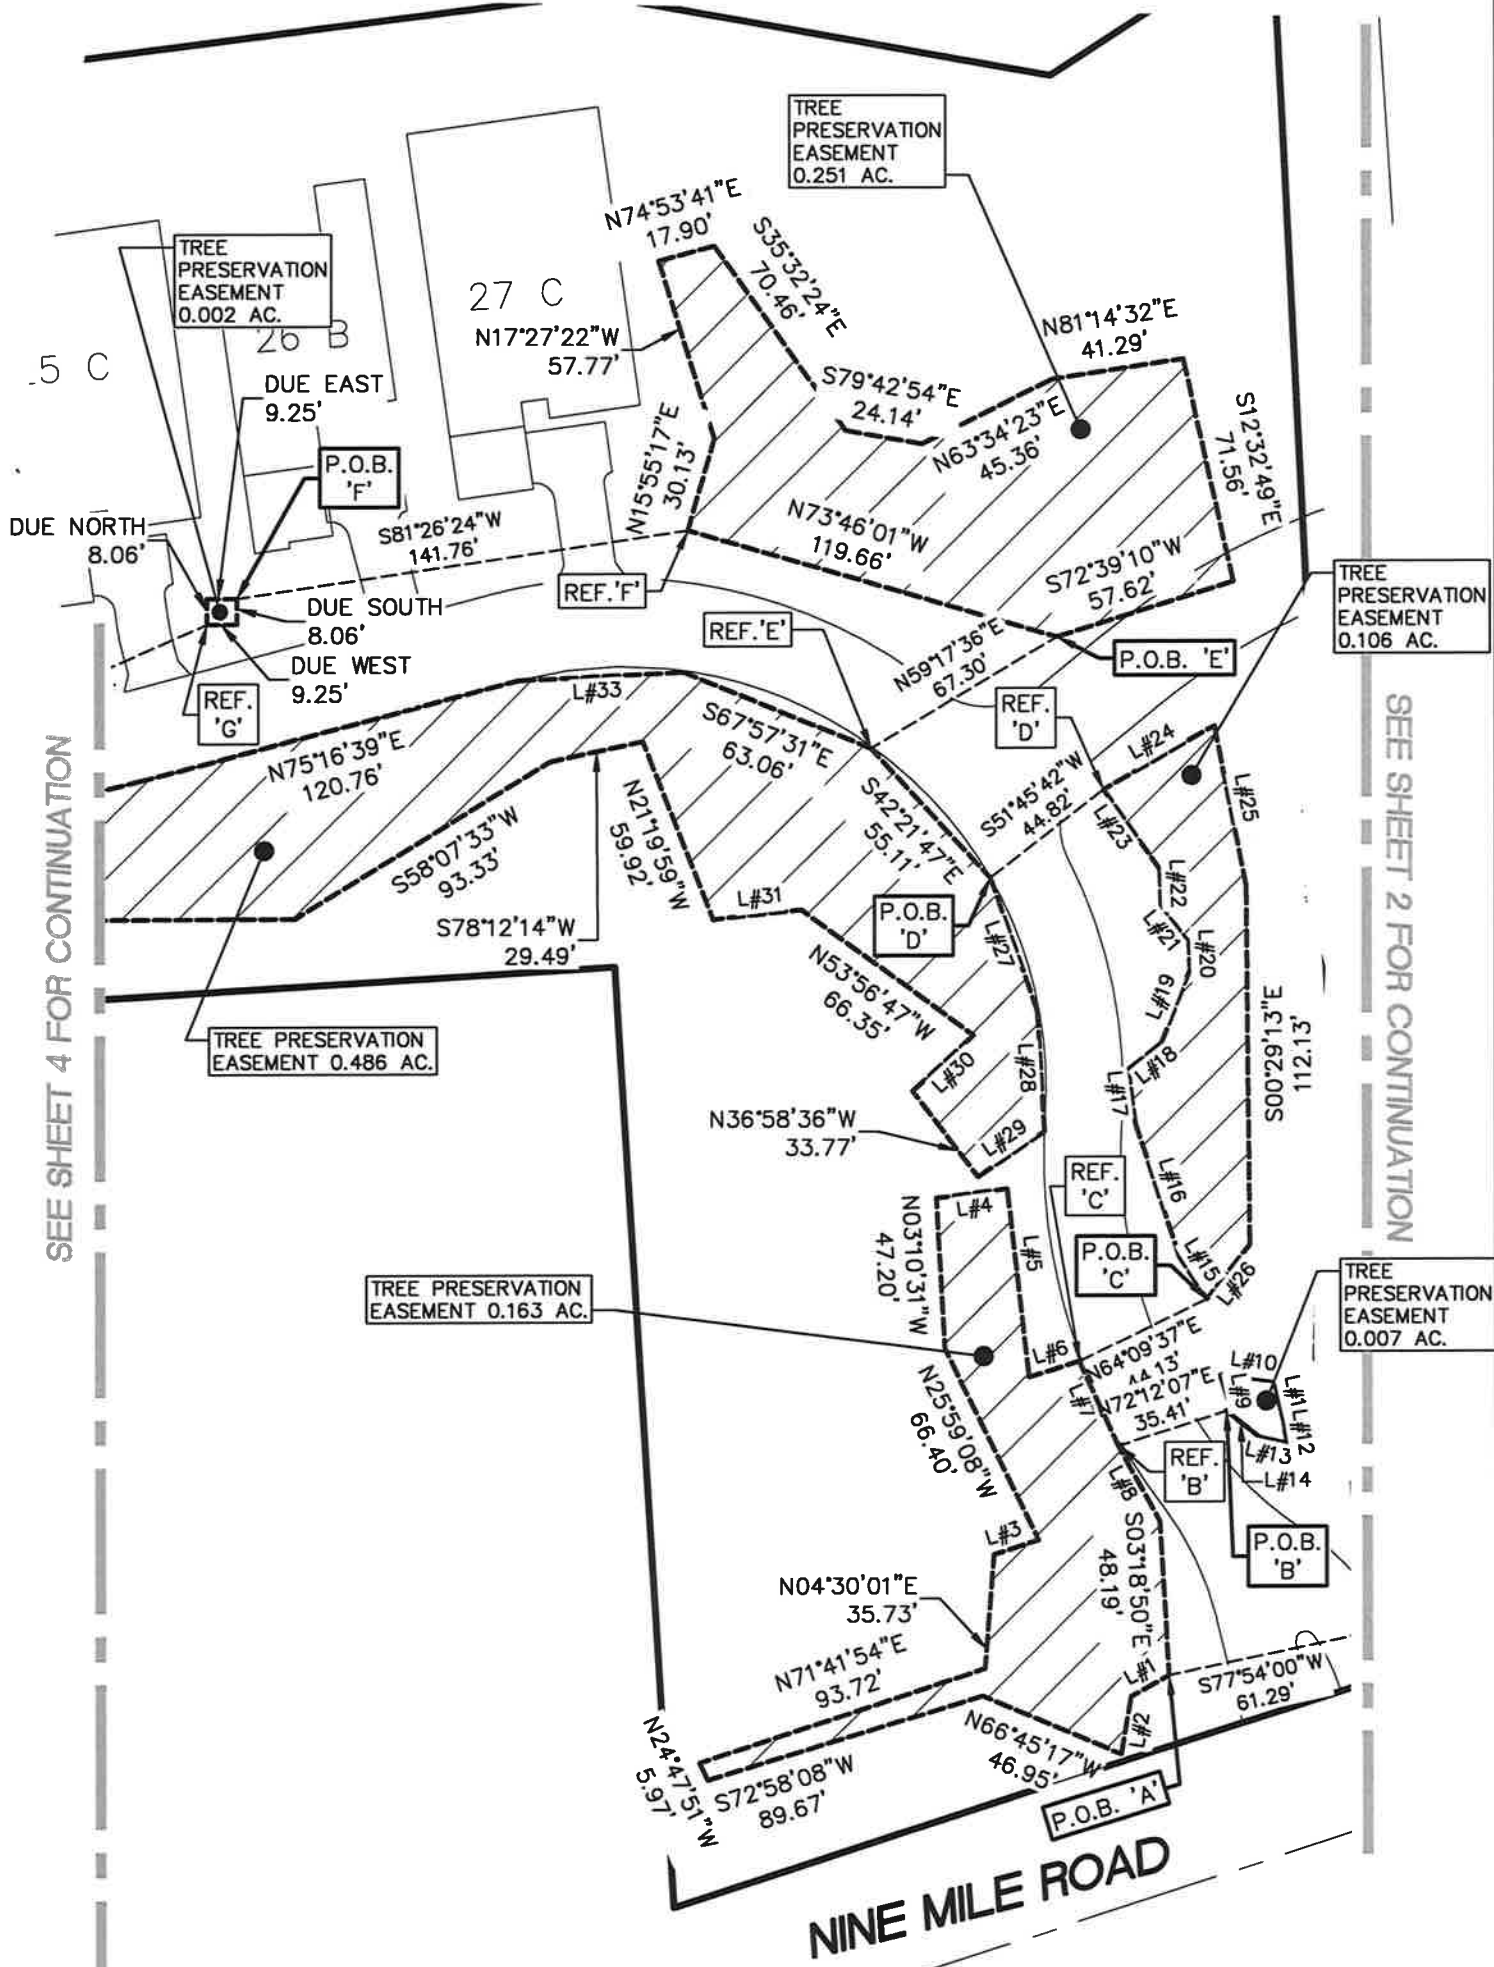 TREE
PRESERVATION
EASEMENT
0.251 AC.
N74°53'41"E
17.90'
S35°32'24"E
70.46'
TREE
PRESERVATION
EASEMENT
0.002 AC.
26 B
27 C
5 C
N17°27'22"W
57.77'
N81°14'32"E
41.29'
DUE EAST
9.25'
S79°42'54"E
24.14'
N63°34'23"E
45.36'
S12°32'49"E
71.56'
N15°55'17"E
30.13'
P.O.B.
'F'
DUE NORTH
8.06'
S81°26'24"W
141.76'
N73°46'01"W
119.66'
S72°39'10"W
57.62'
REF.'F'
TREE
PRESERVATION
EASEMENT
0.106 AC.
DUE SOUTH
8.06'
REF.'E'
N59°17'36"E
67.30'
P.O.B. 'E'
DUE WEST
9.25'
REF.
'G'
L#33
REF.
'D'
S67°57'31"E
63.06'
L#24
N75°16'39"E
120.76'
SEE SHEET 4 FOR CONTINUATION
SEE SHEET 2 FOR CONTINUATION
S42°21'47"E
55.11'
S51°45'42"W
44.82'
L#25
L#23
N21°19'59"W
59.92'
S58°07'33"W
93.33'
L#22
L#31
P.O.B.
'D'
S78°12'14"W
29.49'
L#21
L#20
L#27
N53°56'47"W
66.35'
L#19
S00°29'13"E
112.13'
TREE PRESERVATION
EASEMENT 0.486 AC.
L#30
L#28
L#18
L#17
N36°58'36"W
33.77'
L#29
REF.
'C'
L#16
L#4
N03°10'31"W
47.20'
L#5
P.O.B.
'C'
L#15
L#26
TREE PRESERVATION
EASEMENT 0.163 AC.
TREE
PRESERVATION
EASEMENT
0.007 AC.
L#6
N64°09'37"E
44.13'
L#10
L#9
L#7
N72°12'07"E
35.41'
L#11
L#12
N25°59'08"W
66.40'
L#13
L#14
REF.
'B'
L#8
L#3
P.O.B.
'B'
S03°18'50"E
48.19'
N04°30'01"E
35.73'
N71°41'54"E
93.72'
L#1
S77°54'00"W
61.29'
L#2
N66°45'17"W
46.95'
N24°47'51"W
5.97'
S72°58'08"W
89.67'
P.O.B. 'A'
NINE MILE ROAD